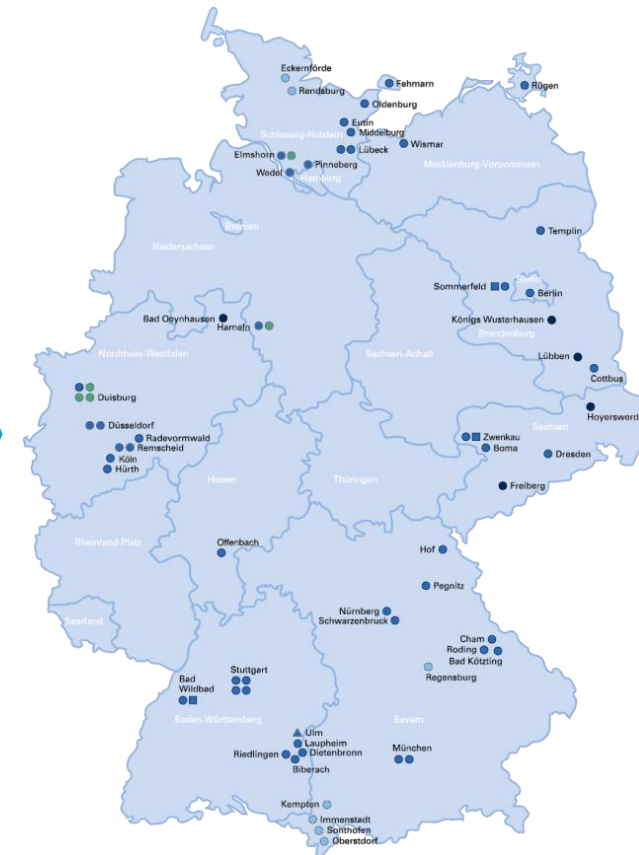 Eckernförde
Rendsburg
Fehmarn
Rügen
Oldenburg
Eutin
Middelburg
Schleswig-Holstein
Wismar
Lübeck
Elmshorn
Pinneberg
Mecklenburg-Vorpommern
Wedel
Hamburg
Bremen
Templin
Niedersachsen
Berlin
Sommerfeld
Berlin
Bad Oeynhausen
Königs Wusterhausen
Hameln
Brandenburg
Nordrhein-Westfalen
Sachsen-Anhalt
Lübben
Cottbus
Duisburg
Hoyerswerd
Düsseldorf
Sachsen
Radevormwald
Zwenkau
Remscheid
Borna
Dresden
Köln
Hürth
Hessen
Thüringen
Freiberg
Rheinland-Pfalz
Offenbach
Hof
Pegnitz
Nürnberg
Schwarzenbruck
Saarland
Cham
Roding
Bad Kötzting
Stuttgart
Regensburg
Bad
Wildbad
Baden-Württemberg
Bayern
Ulm
Laupheim
Riedlingen
Dietenbronn
München
Biberach
Kempten
Immenstadt
Sonthofen
Oberstdorf